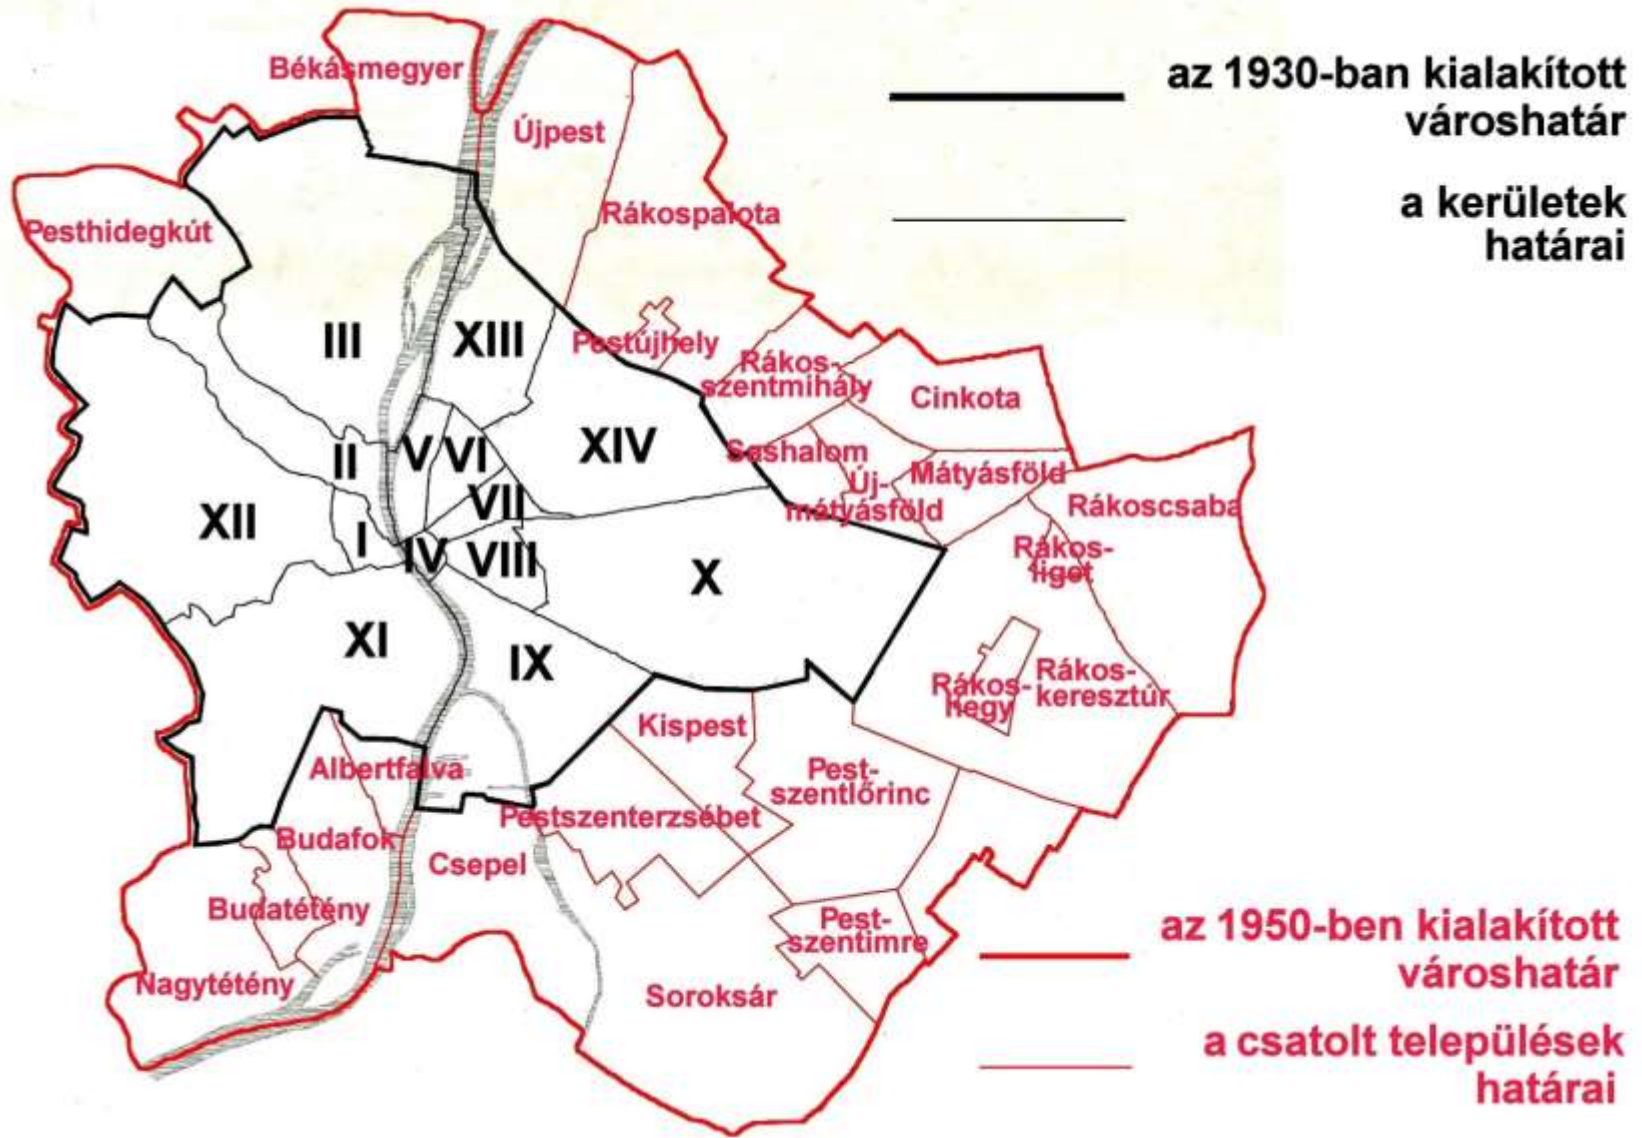 az 1930-ban kialakított
városhatár
a kerületek
határai
Békásmegyer
Újpest
Rákospalota
Pesthidegkút
III
XIII
Pestújhely
Rákos-
szentmihály
Cinkota
II
V
VI
XIV
Sashalom
Új-
mátyásföld
Mátyásföld
Rákoscsaba
XII
VII
I
IV
VIII
X
Rákos-
liget
XI
IX
Rákos-
hegy
Rákos-
keresztúr
Kispest
Albertfalva
Pest-
szentlőrinc
Pestszenterzsébet
Budafok
Csepel
Budatétény
Pest-
szentimre
Nagytétény
Soroksár
az 1950-ben kialakított
városhatár
a csatolt települések
határai